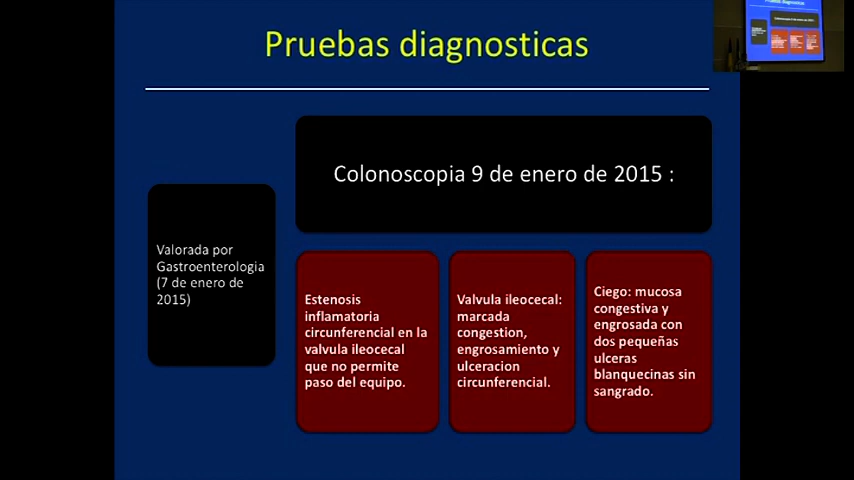 Pruebas diagnosticas
Colonoscopia 9 de enero de 2015 :
Valorada por
Gastroenterologia
(7 de enero de
2015)
Estenosis
inflamatoria
circunferencial en la
valvula ileocecal
que no permite
paso del equipo.
Valvula ileocecal:
marcada
congestion,
engrosamiento y
ulceracion
circunferencial.
Ciego: mucosa
congestiva y
engrosada con
dos pequeñas
ulceras
blanquecinas sin
sangrado.